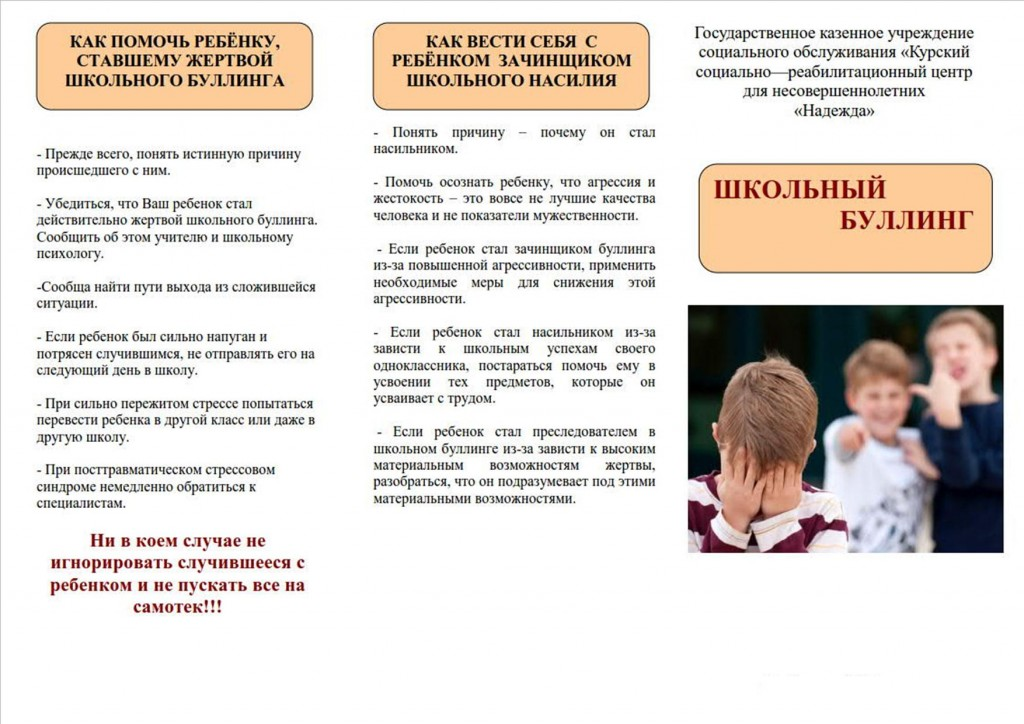 КАК ПОМОЧЬ РЕБЁНКУ,
СТАВШЕМУ ЖЕРТВОЙ
ШКОЛЬНОГО БУЛЛИНГА
- Прежде всего, понять истинную причину
происшедшего с ним.
- Убедиться, что Ваш ребенок стал
действительно жертвой школьного буллинга.
Сообщить об этом учителю и школьному
психологу.
-Сообща найти пути выхода из сложившейся
ситуации.
- Если ребенок был сильно напуган и
потрясен случившимся, не отправлять его на
следующий день в школу.
- При сильно пережитом стрессе попытаться
перевести ребенка в другой класс или даже в
другую школу.
- При посттравматическом стрессовом
синдроме немедленно обратиться к
специалистам.
Ни в коем случае не
игнорировать случившееся с
ребенком и не пускать все на
самотек!!!
КАК ВЕСТИ СЕБЯ С
РЕБЁНКОМ ЗАЧИНЩИКОМ
ШКОЛЬНОГО НАСИЛИЯ
- Понять причину – почему он стал
насильником.
- Помочь осознать ребенку, что агрессия и
жестокость – это вовсе не лучшие качества
человека и не показатели мужественности.
- Если ребенок стал зачинщиком буллинга
из-за повышенной агрессивности, применить
необходимые меры для снижения этой
агрессивности.
- Если ребенок стал насильником из-за
зависти к школьным успехам своего
одноклассника, постараться помочь ему в
усвоении тех предметов, которые он
усваивает с трудом.
- Если ребенок стал преследователем в
школьном буллинге из-за зависти к высоким
материальным возможностям жертвы,
разобраться, что он подразумевает под этими
материальными возможностями.
Государственное казенное учреждение
социального обслуживания «Курский
социально—реабилитационный центр
для несовершеннолетних
«Надежда»
ШКОЛЬНЫЙ
БУЛЛИНГ